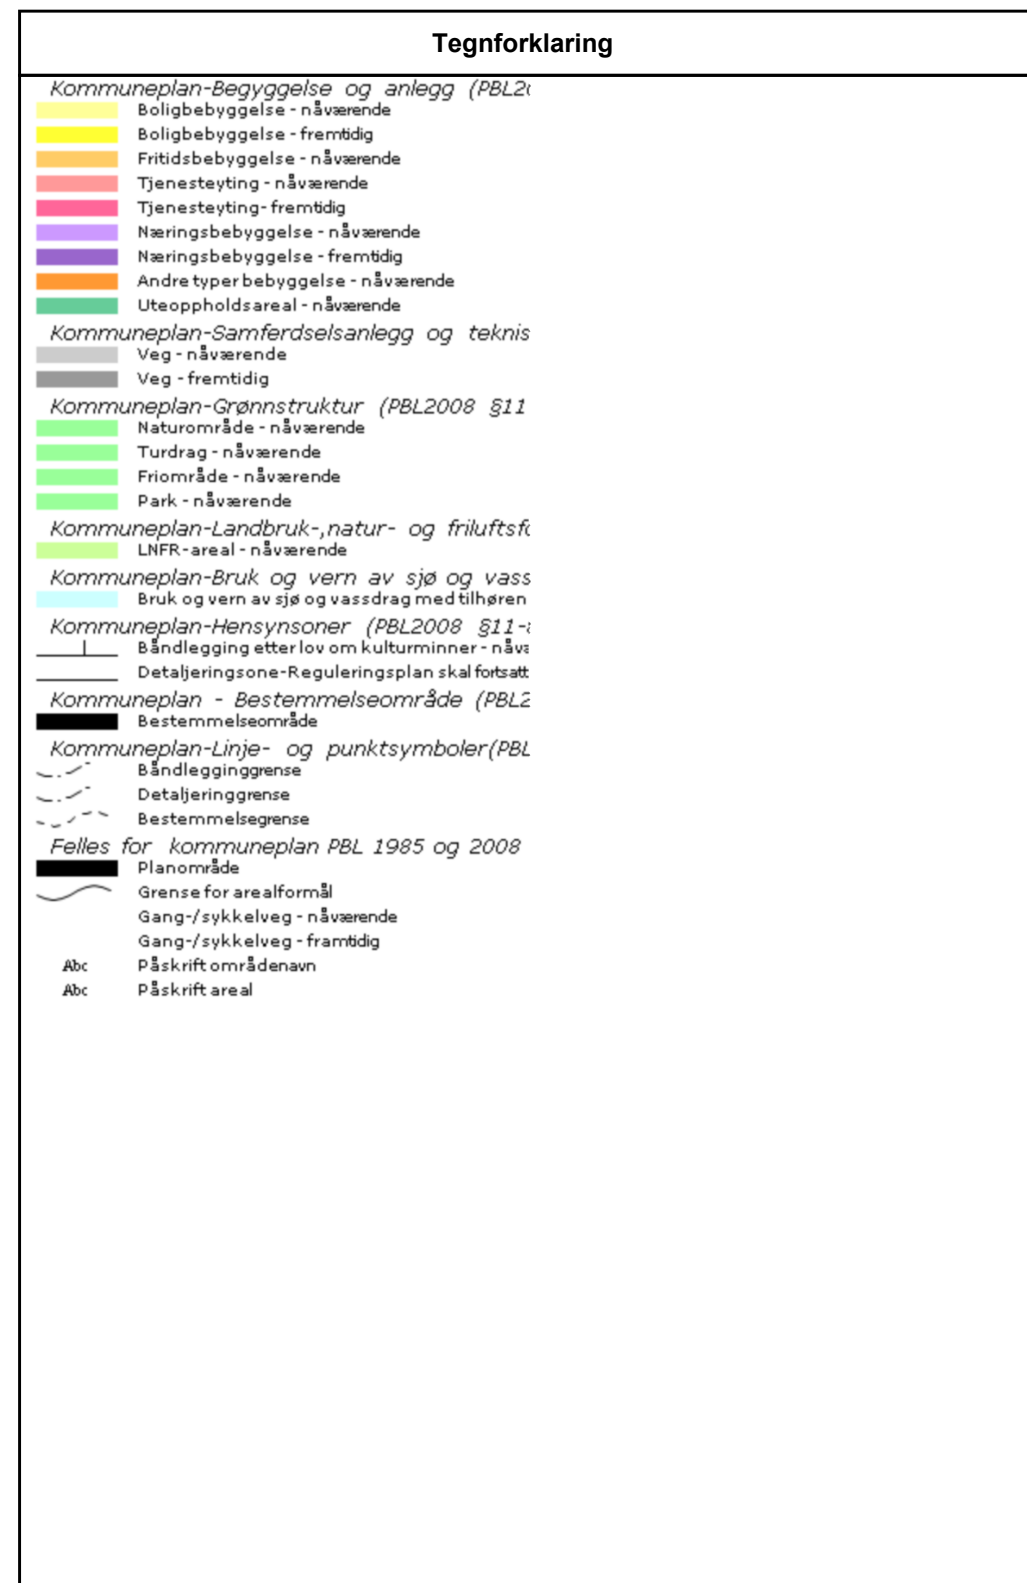 Tegnforklaring
Kommuneplan-Begyggelse og anlegg (PBL20
Boligbebyggelse - nåværende
Boligbebyggelse - fremtidig
Fritidsbebyggelse - nåværende
Tjenesteyting - nåværende
Tjenesteyting- fremtidig
Næringsbebyggelse - nåværende
Næringsbebyggelse - fremtidig
Andre typer bebyggelse - nåværende
Uteoppholdsareal - nåværende
Kommuneplan-Samferdselsanlegg og teknis
Veg - nåværende
Veg - fremtidig
Kommuneplan-Grønnstruktur (PBL2008 §11
Naturområde - nåværende
Turdrag - nåværende
Friområde - nåværende
Park - nåværende
Kommuneplan-Landbruk-,natur- og friluftsfo
LNFR-areal - nåværende
Kommuneplan-Bruk og vern av sjø og vass
Bruk og vern av sjø og vassdrag med tilhøren
Kommuneplan-Hensynsoner (PBL2008 §11-8
Båndlegging etter lov om kulturminner - nåva
Detaljeringsone-Reguleringsplan skal fortsatt
Kommuneplan - Bestemmelseområde (PBL2
Bestemmelseområde
Kommuneplan-Linje- og punktsymboler(PBL
Båndlegginggrense
Detaljeringgrense
Bestemmelsegrense
Felles for kommuneplan PBL 1985 og 2008
Planområde
Grense for arealformål
Gang-/sykkelveg - nåværende
Gang-/sykkelveg - framtidig
Abc Påskrift områdenavn
Abc Påskrift areal